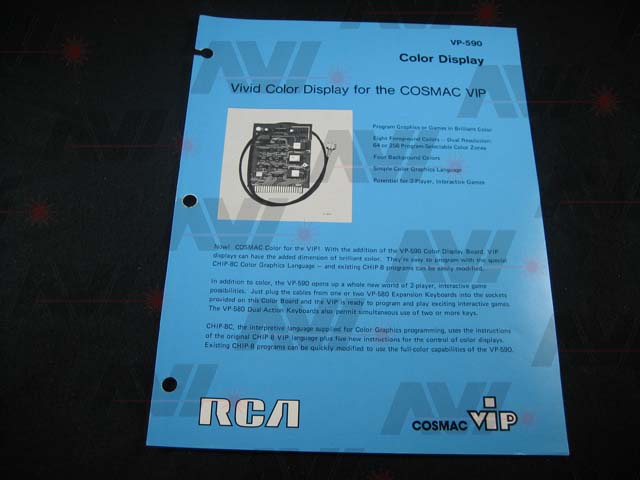 VP-590
Color Display
Vivid Color Display for the COSMAC VIP
Program Graphics or Games in Brilliant Color
Eight Foreground Colors – Dual Resolution:
64 or 256 Program-Selectable Color Zones
Four Background Colors
Simple Color Graphics Language
Potential for 2-Player, Interactive Games
Now! COSMAC Color for the VIP! With the addition of the VP-590 Color Display Board, VIP
displays can have the added dimension of brilliant color. They're easy to program with the special
CHIP-8C Color Graphics Language – and existing CHIP-8 programs can be easily modified.
In addition to color, the VP-590 opens up a whole new world of 2-player, interactive game
possibilities. Just plug the cables from one or two VP-580 Expansion Keyboards into the sockets
provided on this Color Board and the VIP is ready to program and play exciting interactive games.
The VP-580 Dual Action Keyboards also permit simultaneous use of two or more keys.
CHIP-8C, the interpretive language supplied for Color Graphics programming, uses the instructions
of the original CHIP-8 VIP language plus five new instructions for the control of color displays.
Existing CHIP-8 programs can be quickly modified to use the full-color capabilities of the VP-590.
RCA
COSMAC VIP
AVI